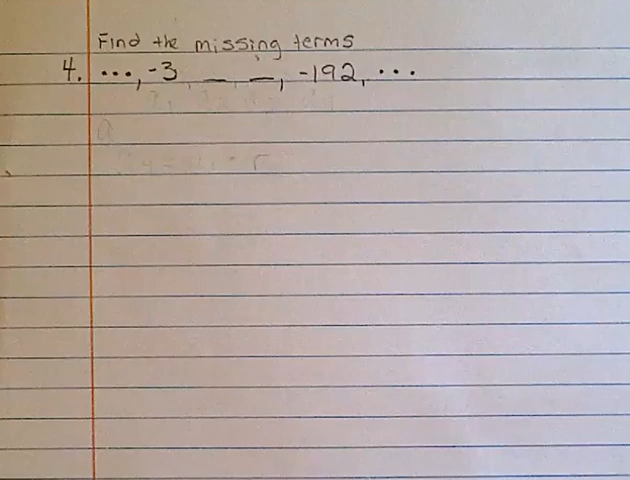 Find the missing terms
4. ..., -3, __, __, -192, ...